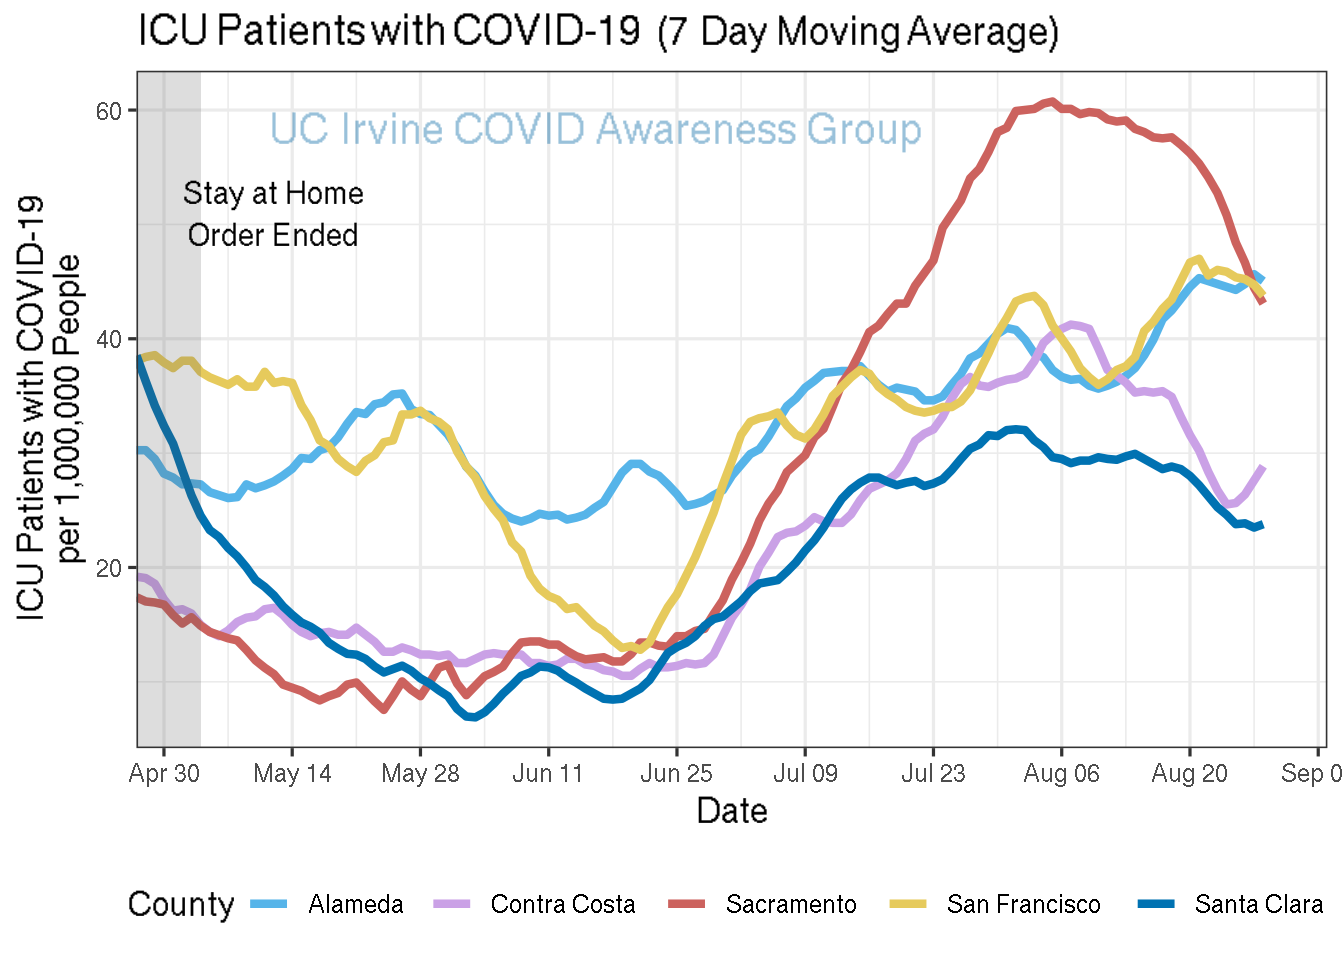 ICU Patients with COVID-19 (7 Day Moving Average)
UC Irvine COVID Awareness Group
Stay at Home
Order Ended
ICU Patients with COVID-19
per 1,000,000 People
60
40
20
Apr 30 May 14 May 28 Jun 11 Jun 25 Jul 09 Jul 23 Aug 06 Aug 20 Sep 0
Date
County Alameda Contra Costa Sacramento San Francisco Santa Clara